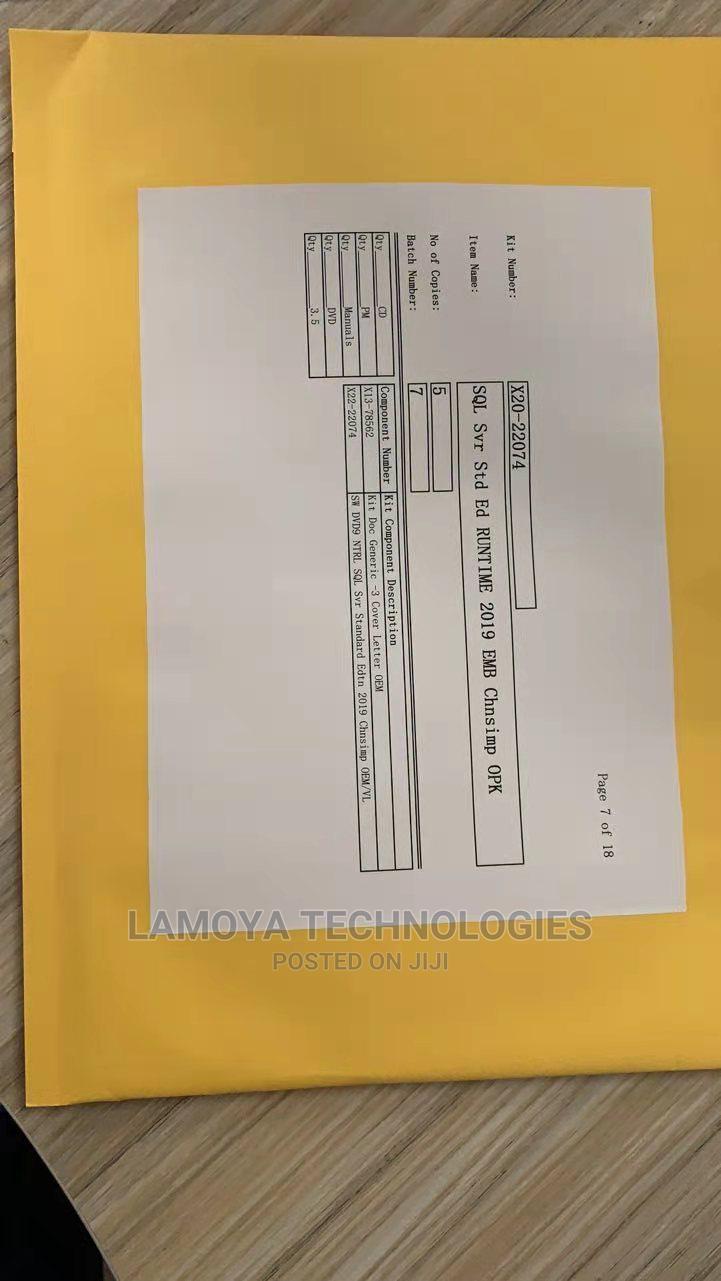 Page 7 of 18
Kit Number: X20-22074
Item Name: SQL Svr Std Ed RUNTIME 2019 EMB Chnsimp OPK
No of Copies: 5
Batch Number: 7
Qty CD
Qty PM
Qty Manuals
Qty DVD
Qty 3.5
Component Number Kit Component Description
X13-78562 Kit Doc Generic -3 Cover Letter OEM
X22-22074 SW DVD9 NTRL SQL Svr Standard Edtn 2019 Chnsimp OEM/VL
LAMOYA TECHNOLOGIES
POSTED ON JIJI